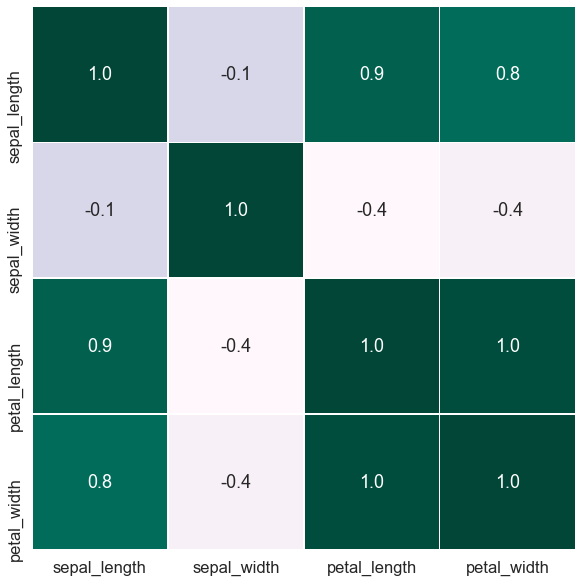 sepal_length 1.0 -0.1 0.9 0.8
sepal_width -0.1 1.0 -0.4 -0.4
petal_length 0.9 -0.4 1.0 1.0
petal_width 0.8 -0.4 1.0 1.0
sepal_length sepal_width petal_length petal_width